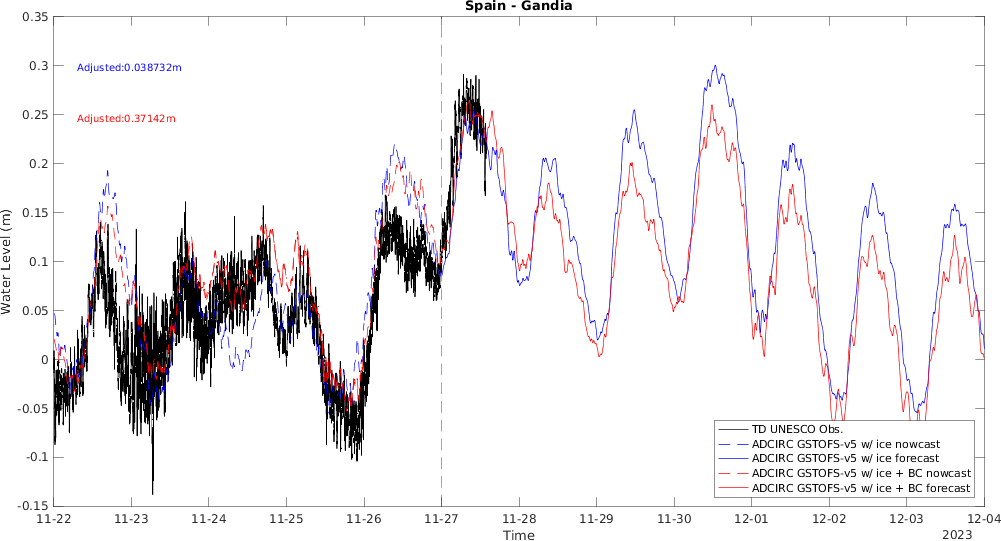 Spain - Gandia
0.35
0.3
0.25
0.2
0.15
0.1
0.05
0
-0.05
-0.1
-0.15
Water Level (m)
Adjusted:0.038732m
Adjusted:0.37142m
TD UNESCO Obs.
ADCIRC GSTOFS-v5 w/ ice nowcast
ADCIRC GSTOFS-v5 w/ ice forecast
ADCIRC GSTOFS-v5 w/ ice + BC nowcast
ADCIRC GSTOFS-v5 w/ ice + BC forecast
11-22 11-23 11-24 11-25 11-26 11-27 11-28 11-29 11-30 12-01 12-02 12-03 12-04
Time
2023